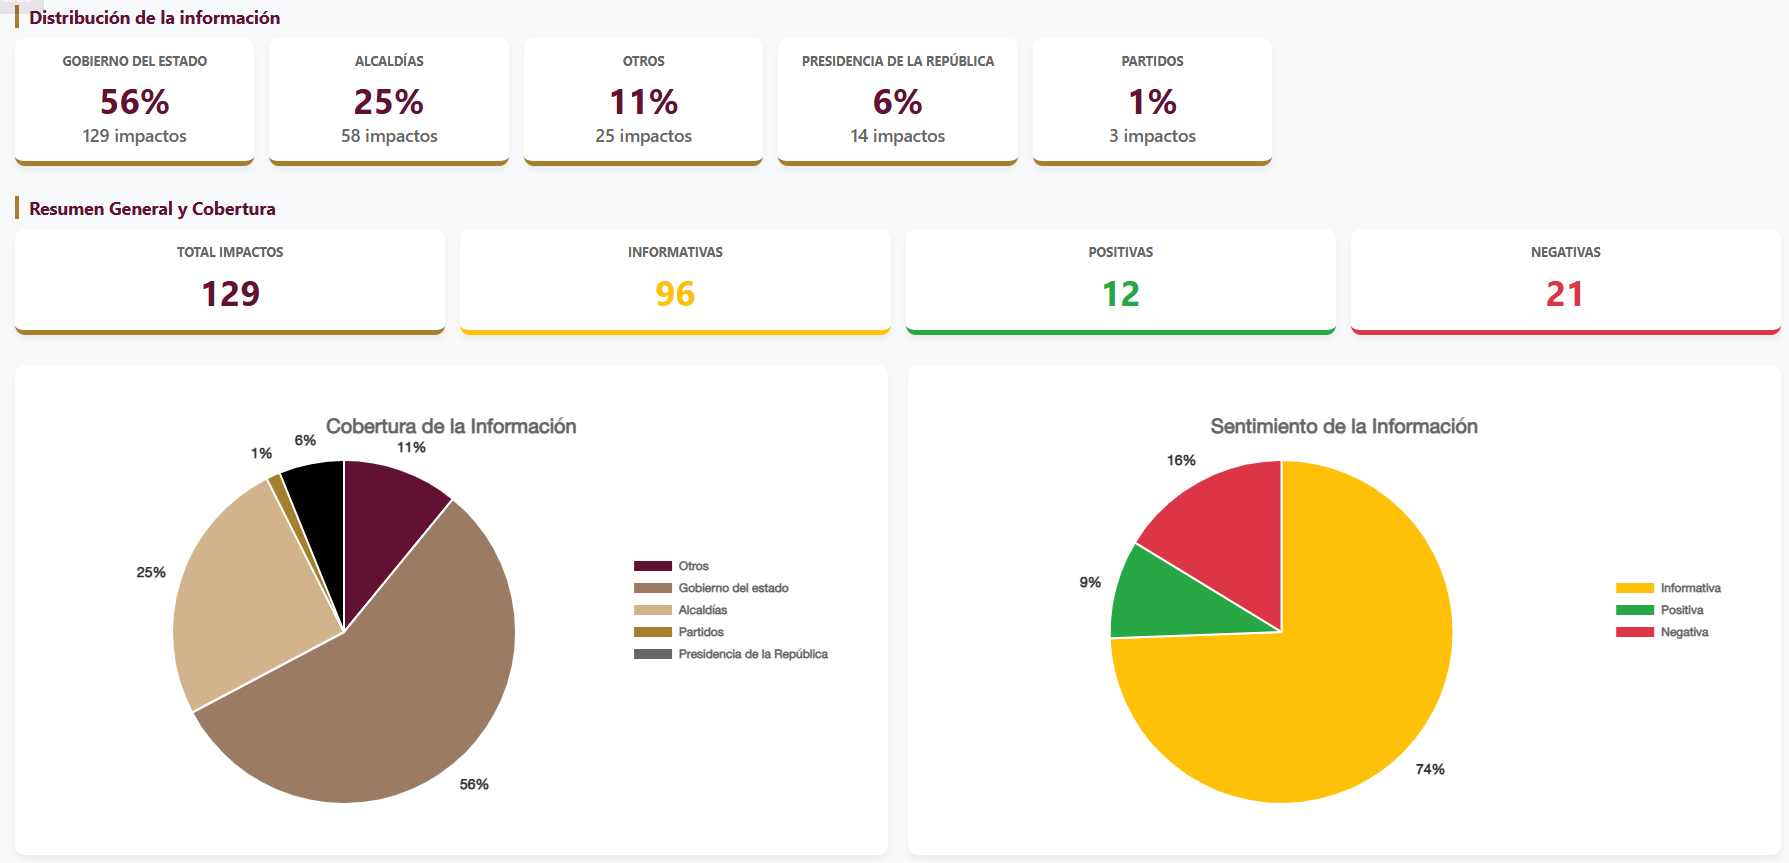 Distribución de la información
GOBIERNO DEL ESTADO
56%
129 impactos
ALCALDÍAS
25%
58 impactos
OTROS
11%
25 impactos
PRESIDENCIA DE LA REPÚBLICA
6%
14 impactos
PARTIDOS
1%
3 impactos
Resumen General y Cobertura
TOTAL IMPACTOS
129
INFORMATIVAS
96
POSITIVAS
12
NEGATIVAS
21
Cobertura de la Información
6%
11%
1%
25%
56%
Otros
Gobierno del estado
Alcaldías
Partidos
Presidencia de la República
Sentimiento de la Información
16%
9%
74%
Informativa
Positiva
Negativa